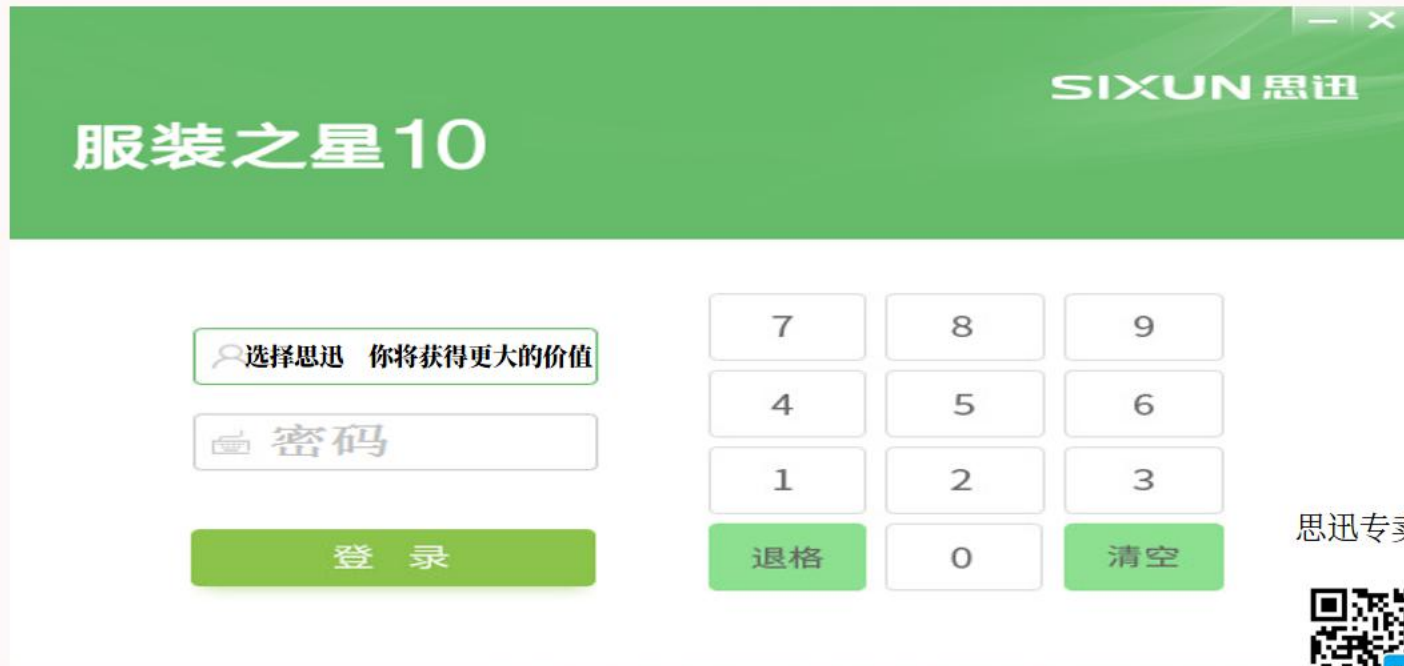 SIXUN思迅
服装之星10
选择思迅 你将获得更大的价值
密码
登 录
7 8 9
4 5 6
1 2 3
退格 0 清空
思迅专